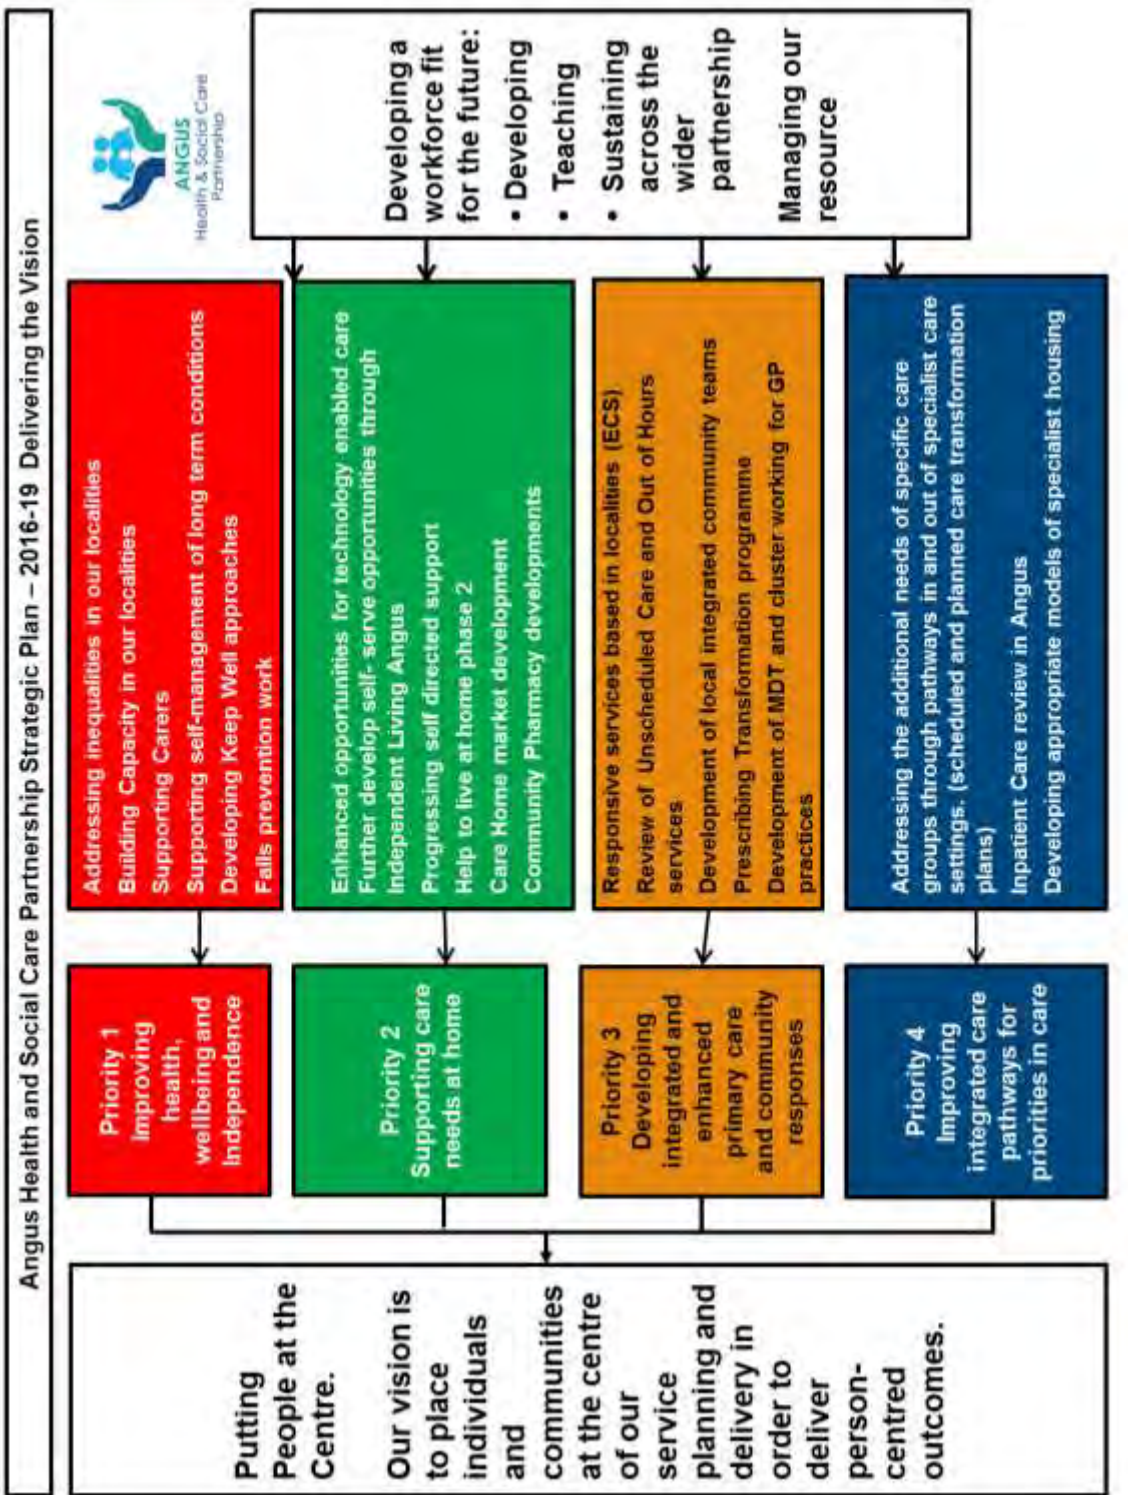 Angus Health and Social Care Partnership Strategic Plan – 2016-19 Delivering the Vision
Putting
People at the
Centre.
Our vision is
to place
individuals
and
communities
at the centre
of our
service
planning and
delivery in
order to
deliver
person-
centred
outcomes.
Priority 1
Improving
health,
wellbeing and
Independence
Addressing inequalities in our localities
Building Capacity in our localities
Supporting Carers
Supporting self-management of long term conditions
Developing Keep Well approaches
Falls prevention work
Priority 2
Supporting care
needs at home
Enhanced opportunities for technology enabled care
Further develop self- serve opportunities through
Independent Living Angus
Progressing self directed support
Help to live at home phase 2
Care Home market development
Community Pharmacy developments
Priority 3
Developing
integrated and
enhanced
primary care
and community
responses
Responsive services based in localities (ECS)
Review of Unscheduled Care and Out of Hours
services
Development of local integrated community teams
Prescribing Transformation programme
Development of MDT and cluster working for GP
practices
Priority 4
Improving
integrated care
pathways for
priorities in care
Addressing the additional needs of specific care
groups through pathways in and out of specialist care
settings. (scheduled and planned care transformation
plans)
Inpatient Care review in Angus
Developing appropriate models of specialist housing
ANGUS
Health & Social Care
Partnership
Developing a
workforce fit
for the future:
• Developing
• Teaching
• Sustaining
across the
wider
partnership
Managing our
resource